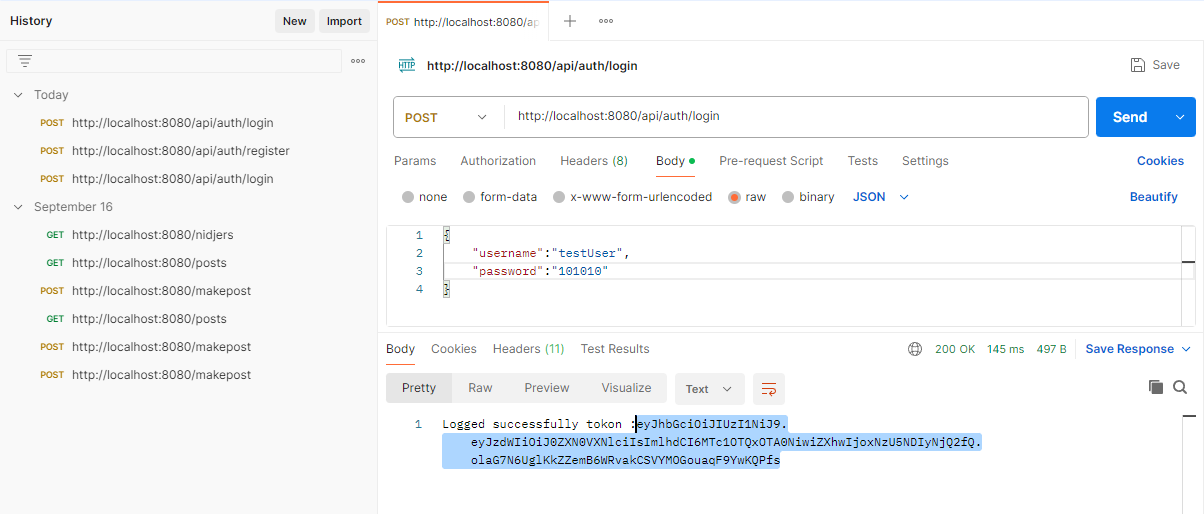 History
New
Import
Today
POST http://localhost:8080/api/auth/login
POST http://localhost:8080/api/auth/register
POST http://localhost:8080/api/auth/login
September 16
GET http://localhost:8080/nidjers
GET http://localhost:8080/posts
POST http://localhost:8080/makepost
GET http://localhost:8080/posts
POST http://localhost:8080/makepost
POST http://localhost:8080/makepost
POST http://localhost:8080/ap
HTTP http://localhost:8080/api/auth/login
Save
POST http://localhost:8080/api/auth/login
Send
Params Authorization Headers (8) Body Pre-request Script Tests Settings Cookies
none form-data x-www-form-urlencoded raw binary JSON Beautify
1 {
2 "username":"testUser",
3 "password":"101010"
4 }
Body Cookies Headers (11) Test Results 200 OK 145 ms 497 B Save Response
Pretty Raw Preview Visualize Text
1 Logged successfully tokon :eyJhbGciOiJIUzI1NiJ9.
eyJzdWIiOiJ0ZXN0VXNlciIsImlhdCI6MTc1OTQxOTA0NiwiZXhwIjoxNzU5NDIyNjQ2fQ.
olaG7N6UglKkZZemB6WRvakCSVYMOGouaqF9YwKQPfs